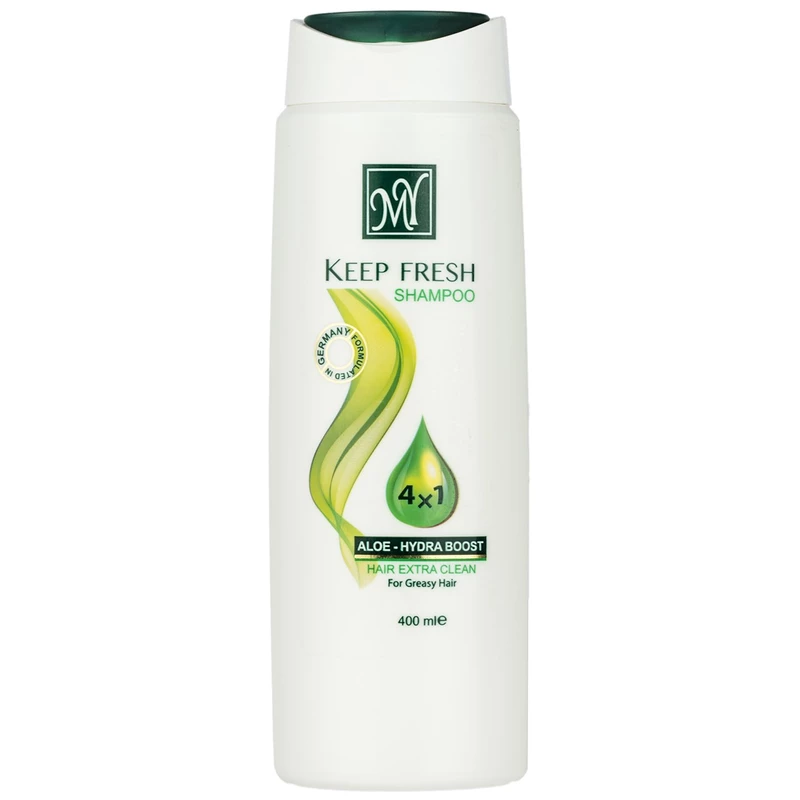 MY
KEEP FRESH
SHAMPOO
FORMULATED IN GERMANY
4x1
ALOE - HYDRA BOOST
HAIR EXTRA CLEAN
For Greasy Hair
400 ml℮